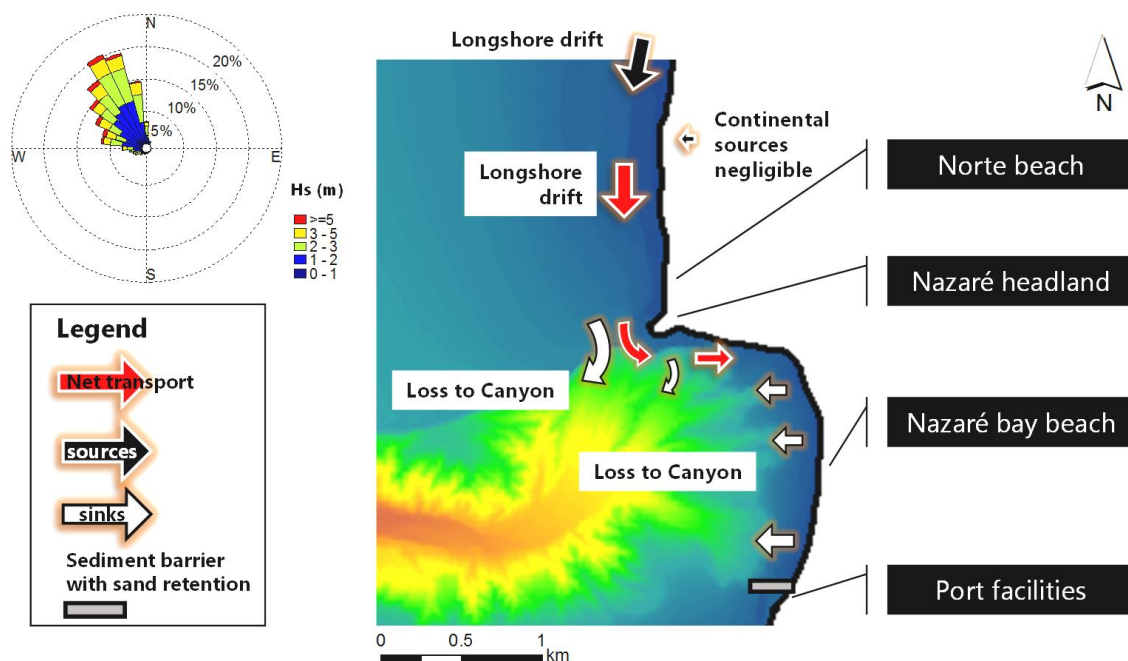 N
20%
15%
10%
5%
W
E
S
Hs (m)
>=5
3 - 5
2 - 3
1 - 2
0 - 1
Legend
Net transport
sources
sinks
Sediment barrier
with sand retention
Longshore drift
Continental
sources
negligible
Longshore
drift
Loss to Canyon
Loss to Canyon
0
0.5
1
km
N
Norte beach
Nazaré headland
Nazaré bay beach
Port facilities